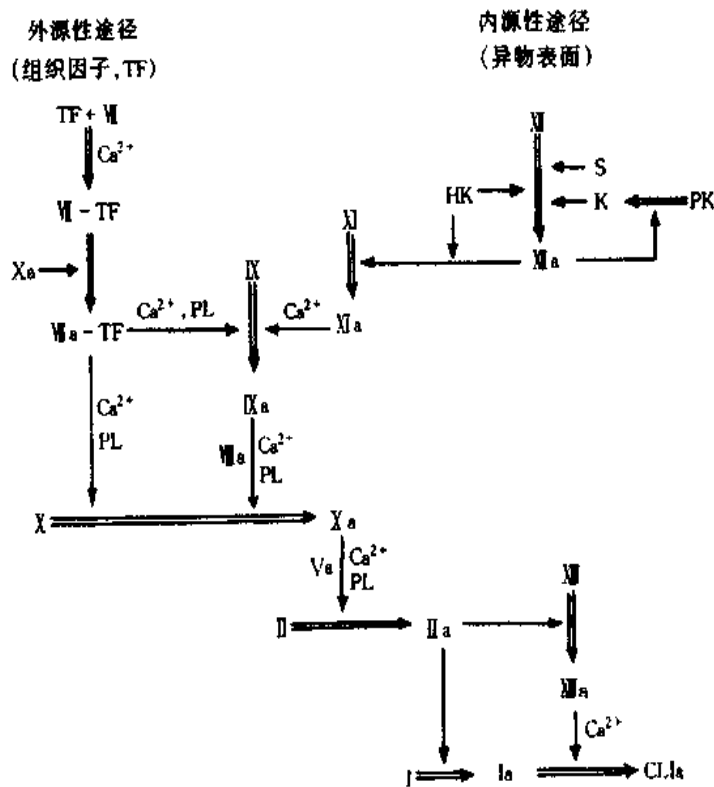 外源性途径
(组织因子,TF)
内源性途径
(异物表面)
TF + Ⅶ
Ca²⁺
Ⅶ - TF
Xa
Ⅶa - TF
Ca²⁺, PL
Ca²⁺
PL
Ⅻ
S
HK
K
PK
Ⅺ
Ⅻa
Ⅸ
Ca²⁺
Ⅺa
Ⅸa
Ⅷa
Ca²⁺
PL
X
Xa
Va
Ca²⁺
PL
Ⅱ
Ⅱa
XⅢ
XⅢa
Ca²⁺
Ⅰ
Ⅰa
CLⅠa